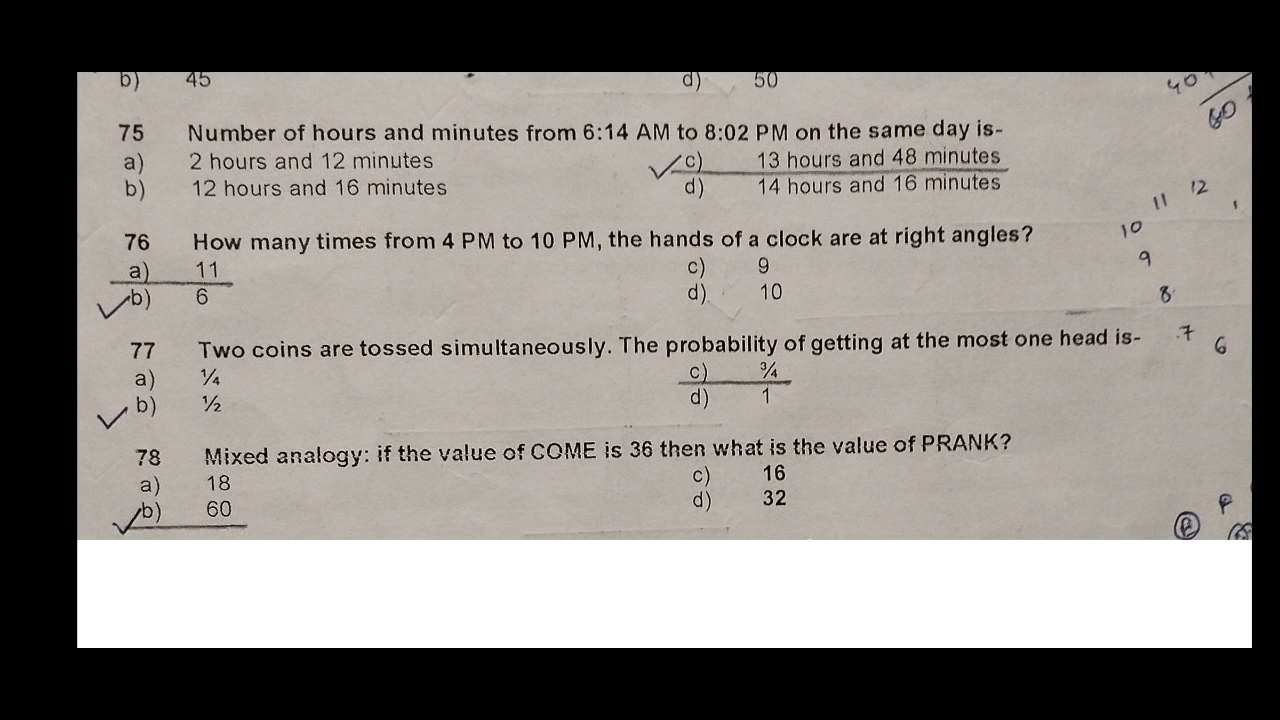 b) 45 d) 50
40
60
75 Number of hours and minutes from 6:14 AM to 8:02 PM on the same day is-
a) 2 hours and 12 minutes c) 13 hours and 48 minutes
b) 12 hours and 16 minutes d) 14 hours and 16 minutes
11 12
76 How many times from 4 PM to 10 PM, the hands of a clock are at right angles? 10
a) 11 c) 9 9
b) 6 d) 10 8
77 Two coins are tossed simultaneously. The probability of getting at the most one head is- 7 6
a) ¼ c) ¾
b) ½ d) 1
78 Mixed analogy: if the value of COME is 36 then what is the value of PRANK?
a) 18 c) 16
b) 60 d) 32
P